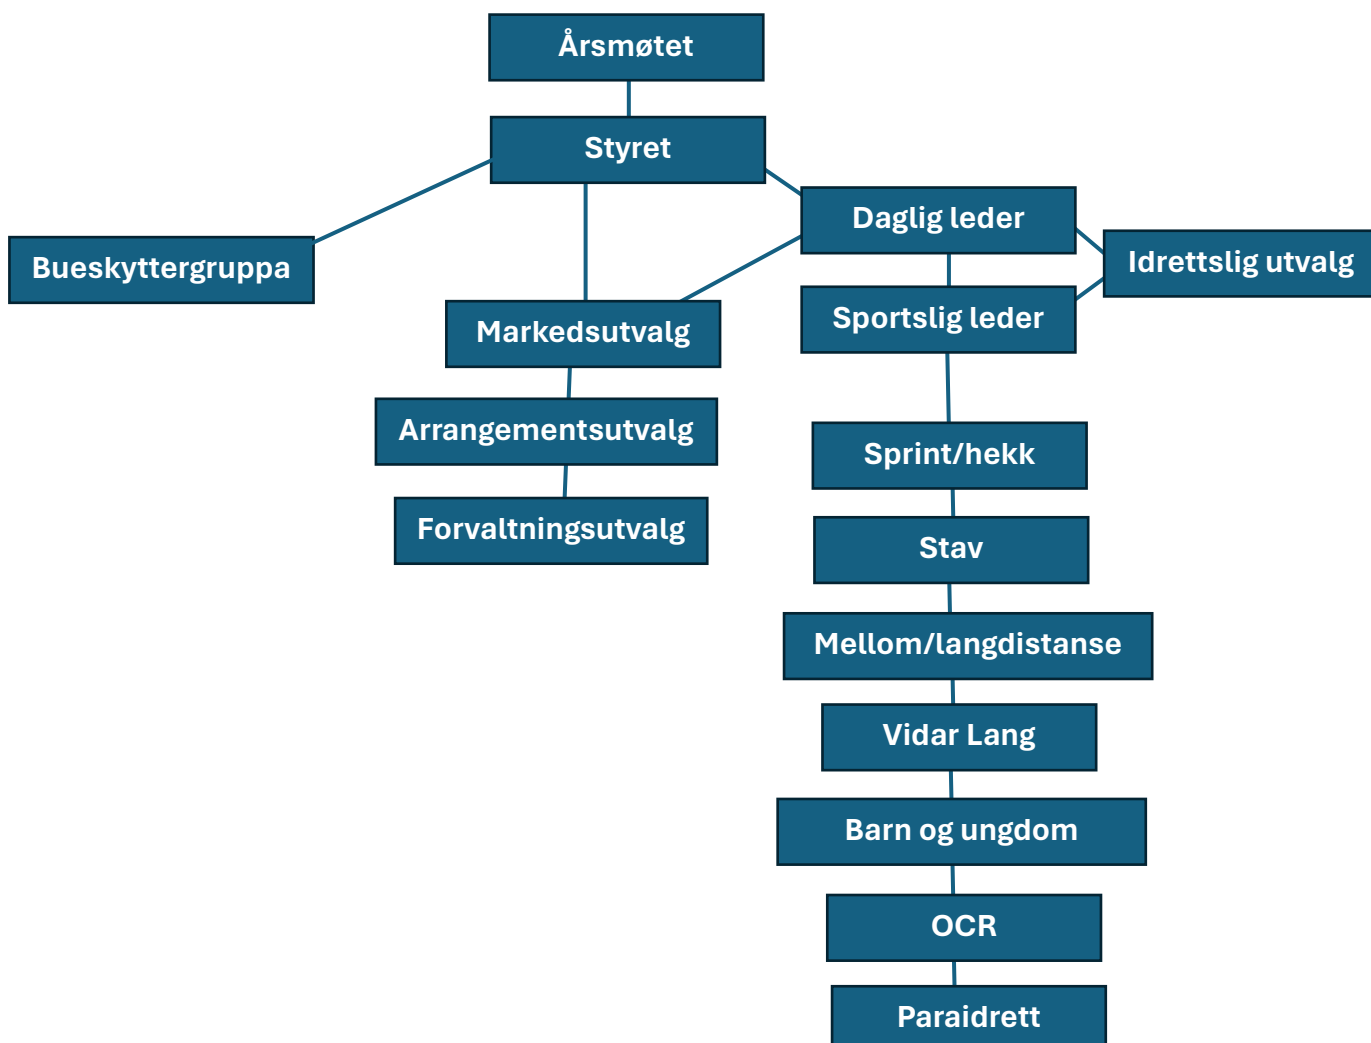 Årsmøtet
Styret
Daglig leder
Bueskyttergruppa
Idrettslig utvalg
Markedsutvalg
Sportslig leder
Arrangementsutvalg
Sprint/hekk
Forvaltningsutvalg
Stav
Mellom/langdistanse
Vidar Lang
Barn og ungdom
OCR
Paraidrett